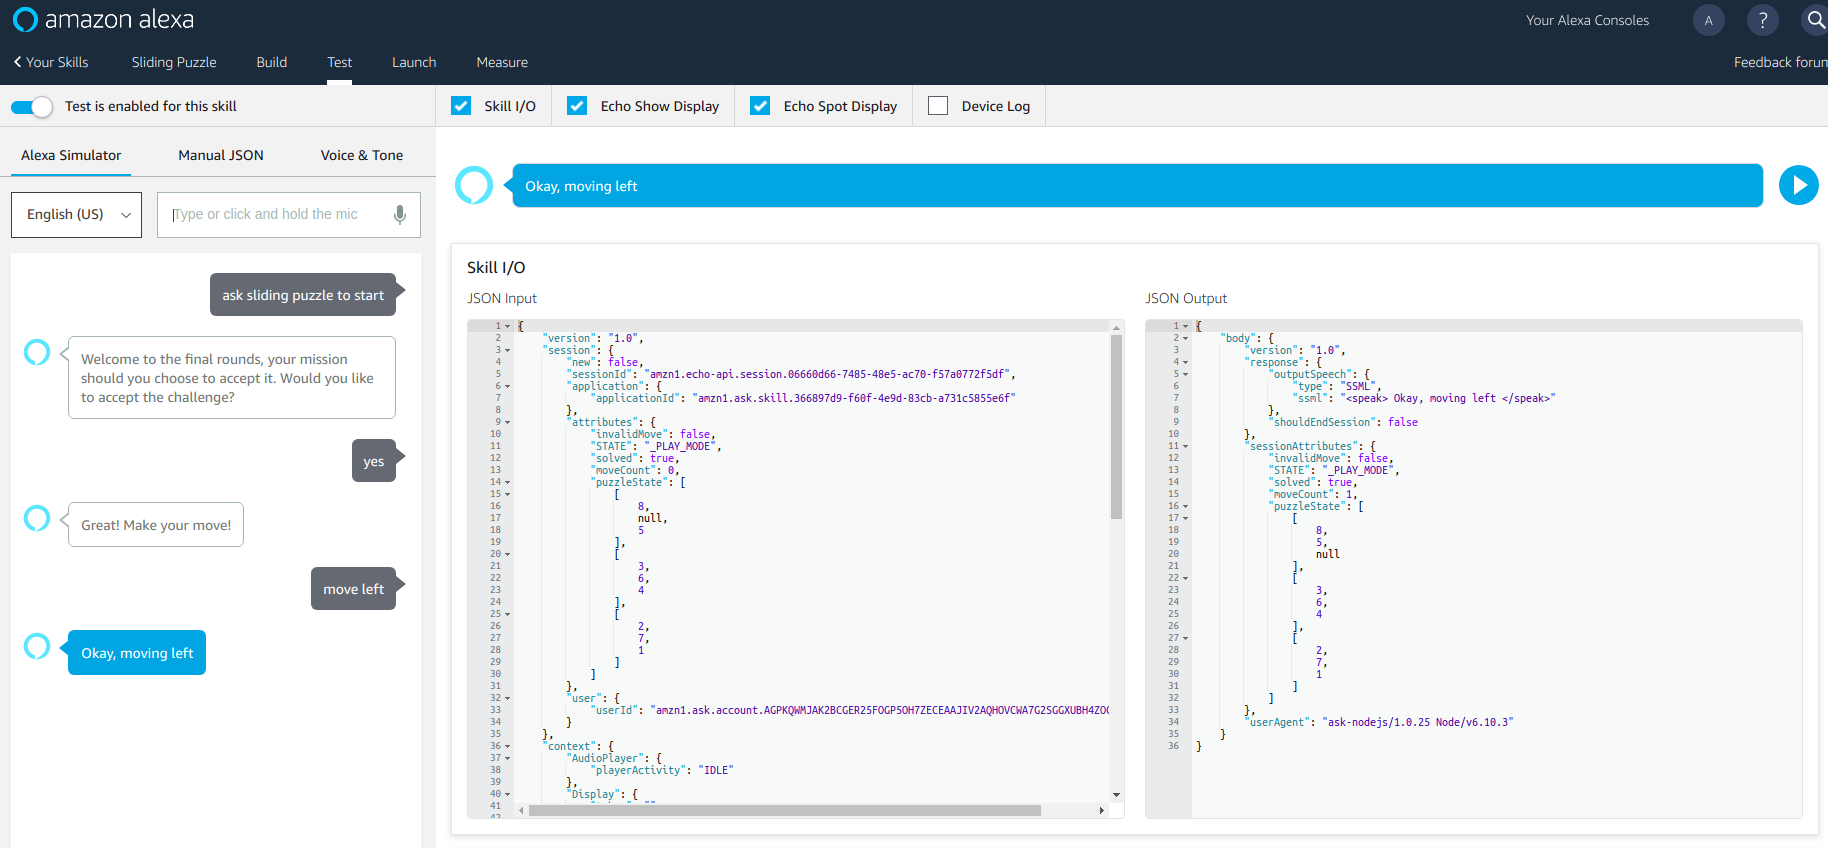 amazon alexa
Your Alexa Consoles
A
?
Your Skills
Sliding Puzzle
Build
Test
Launch
Measure
Feedback forum
Test is enabled for this skill
Skill I/O
Echo Show Display
Echo Spot Display
Device Log
Alexa Simulator
Manual JSON
Voice & Tone
English (US)
Type or click and hold the mic
ask sliding puzzle to start
Welcome to the final rounds, your mission
should you choose to accept it. Would you like
to accept the challenge?
yes
Great! Make your move!
move left
Okay, moving left
Okay, moving left
Skill I/O
JSON Input
1 {
2 "version": "1.0",
3 "session": {
4 "new": false,
5 "sessionId": "amzn1.echo-api.session.06660d66-7485-48e5-ac70-f57a0772f5df",
6 "application": {
7 "applicationId": "amzn1.ask.skill.366897d9-f60f-4e9d-83cb-a731c5855e6f"
8 },
9 "attributes": {
10 "invalidMove": false,
11 "STATE": "_PLAY_MODE",
12 "solved": true,
13 "moveCount": 0,
14 "puzzleState": [
15 [
16 8,
17 null,
18 5
19 ],
20 [
21 3,
22 6,
23 4
24 ],
25 [
26 2,
27 7,
28 1
29 ]
30 ]
31 },
32 "user": {
33 "userId": "amzn1.ask.account.AGPKQWMJAK2BCGER25FOGP5OH7ZECEAAJIV2AQHOVCWA7G2SGGXUBH4ZO
34 }
35 },
36 "context": {
37 "AudioPlayer": {
38 "playerActivity": "IDLE"
39 },
40 "Display": {
41
42
JSON Output
1 {
2 "body": {
3 "version": "1.0",
4 "response": {
5 "outputSpeech": {
6 "type": "SSML",
7 "ssml": "<speak> Okay, moving left </speak>"
8 },
9 "shouldEndSession": false
10 },
11 "sessionAttributes": {
12 "invalidMove": false,
13 "STATE": "_PLAY_MODE",
14 "solved": true,
15 "moveCount": 1,
16 "puzzleState": [
17 [
18 8,
19 5,
20 null
21 ],
22 [
23 3,
24 6,
25 4
26 ],
27 [
28 2,
29 7,
30 1
31 ]
32 ]
33 },
34 "userAgent": "ask-nodejs/1.0.25 Node/v6.10.3"
35 }
36 }